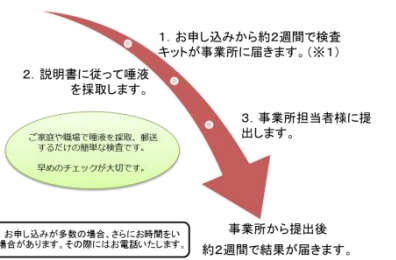 1. お申し込みから約2週間で検査
キットが事業所に届きます。(※1)
2. 説明書に従って唾液
を採取します。
3. 事業所担当者様に提
出します。
ご家庭や職場で唾液を採取、郵送
するだけの簡単な検査です。
早めのチェックが大切です。
事業所から提出後
約2週間で結果が届きます。
お申し込みが多数の場合、さらにお時間をい
場合があります。その際にはお電話いたします。